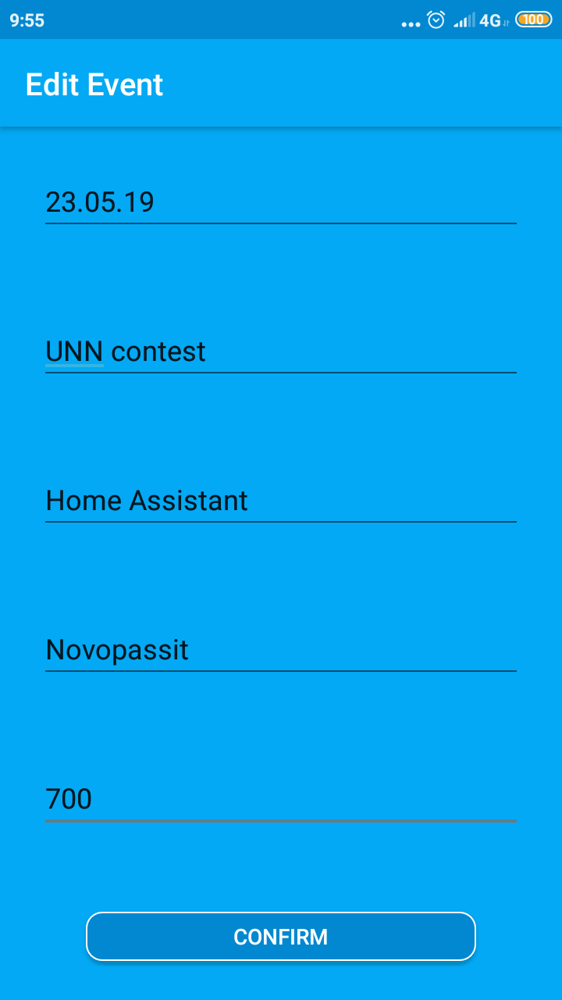 9:55
4G 100
Edit Event
23.05.19
UNN contest
Home Assistant
Novopassit
700
CONFIRM